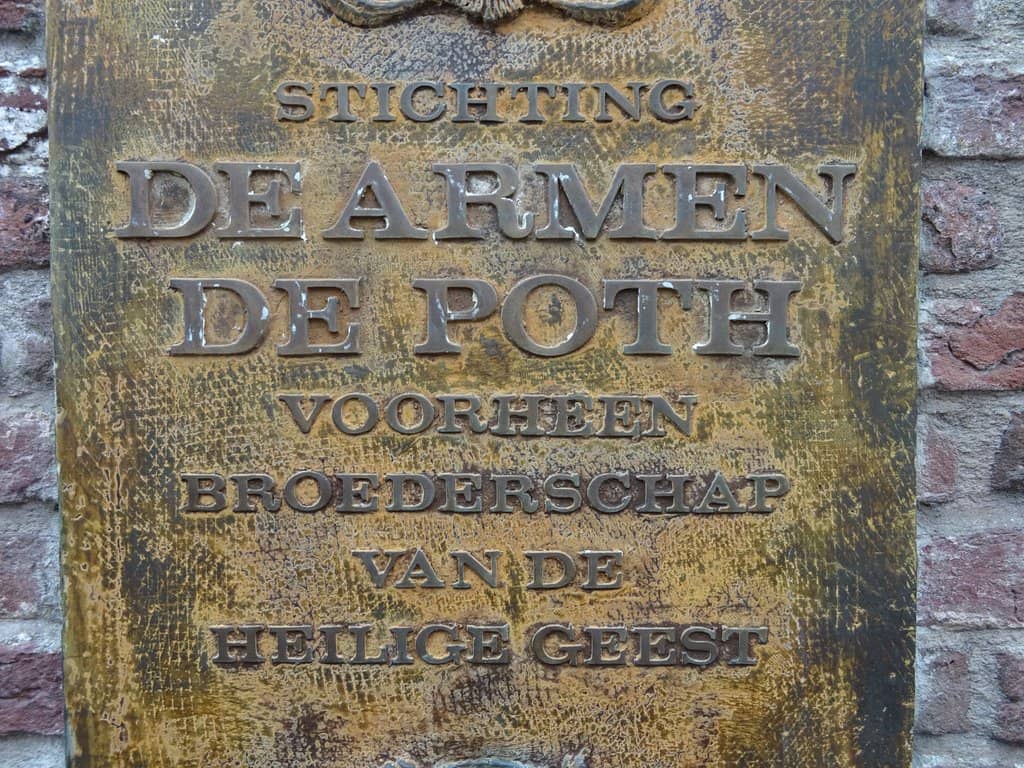 STICHTING
DE ARMEN
DE POTH
VOORHEEN
BROEDERSCHAP
VAN DE
HEILIGE GEEST